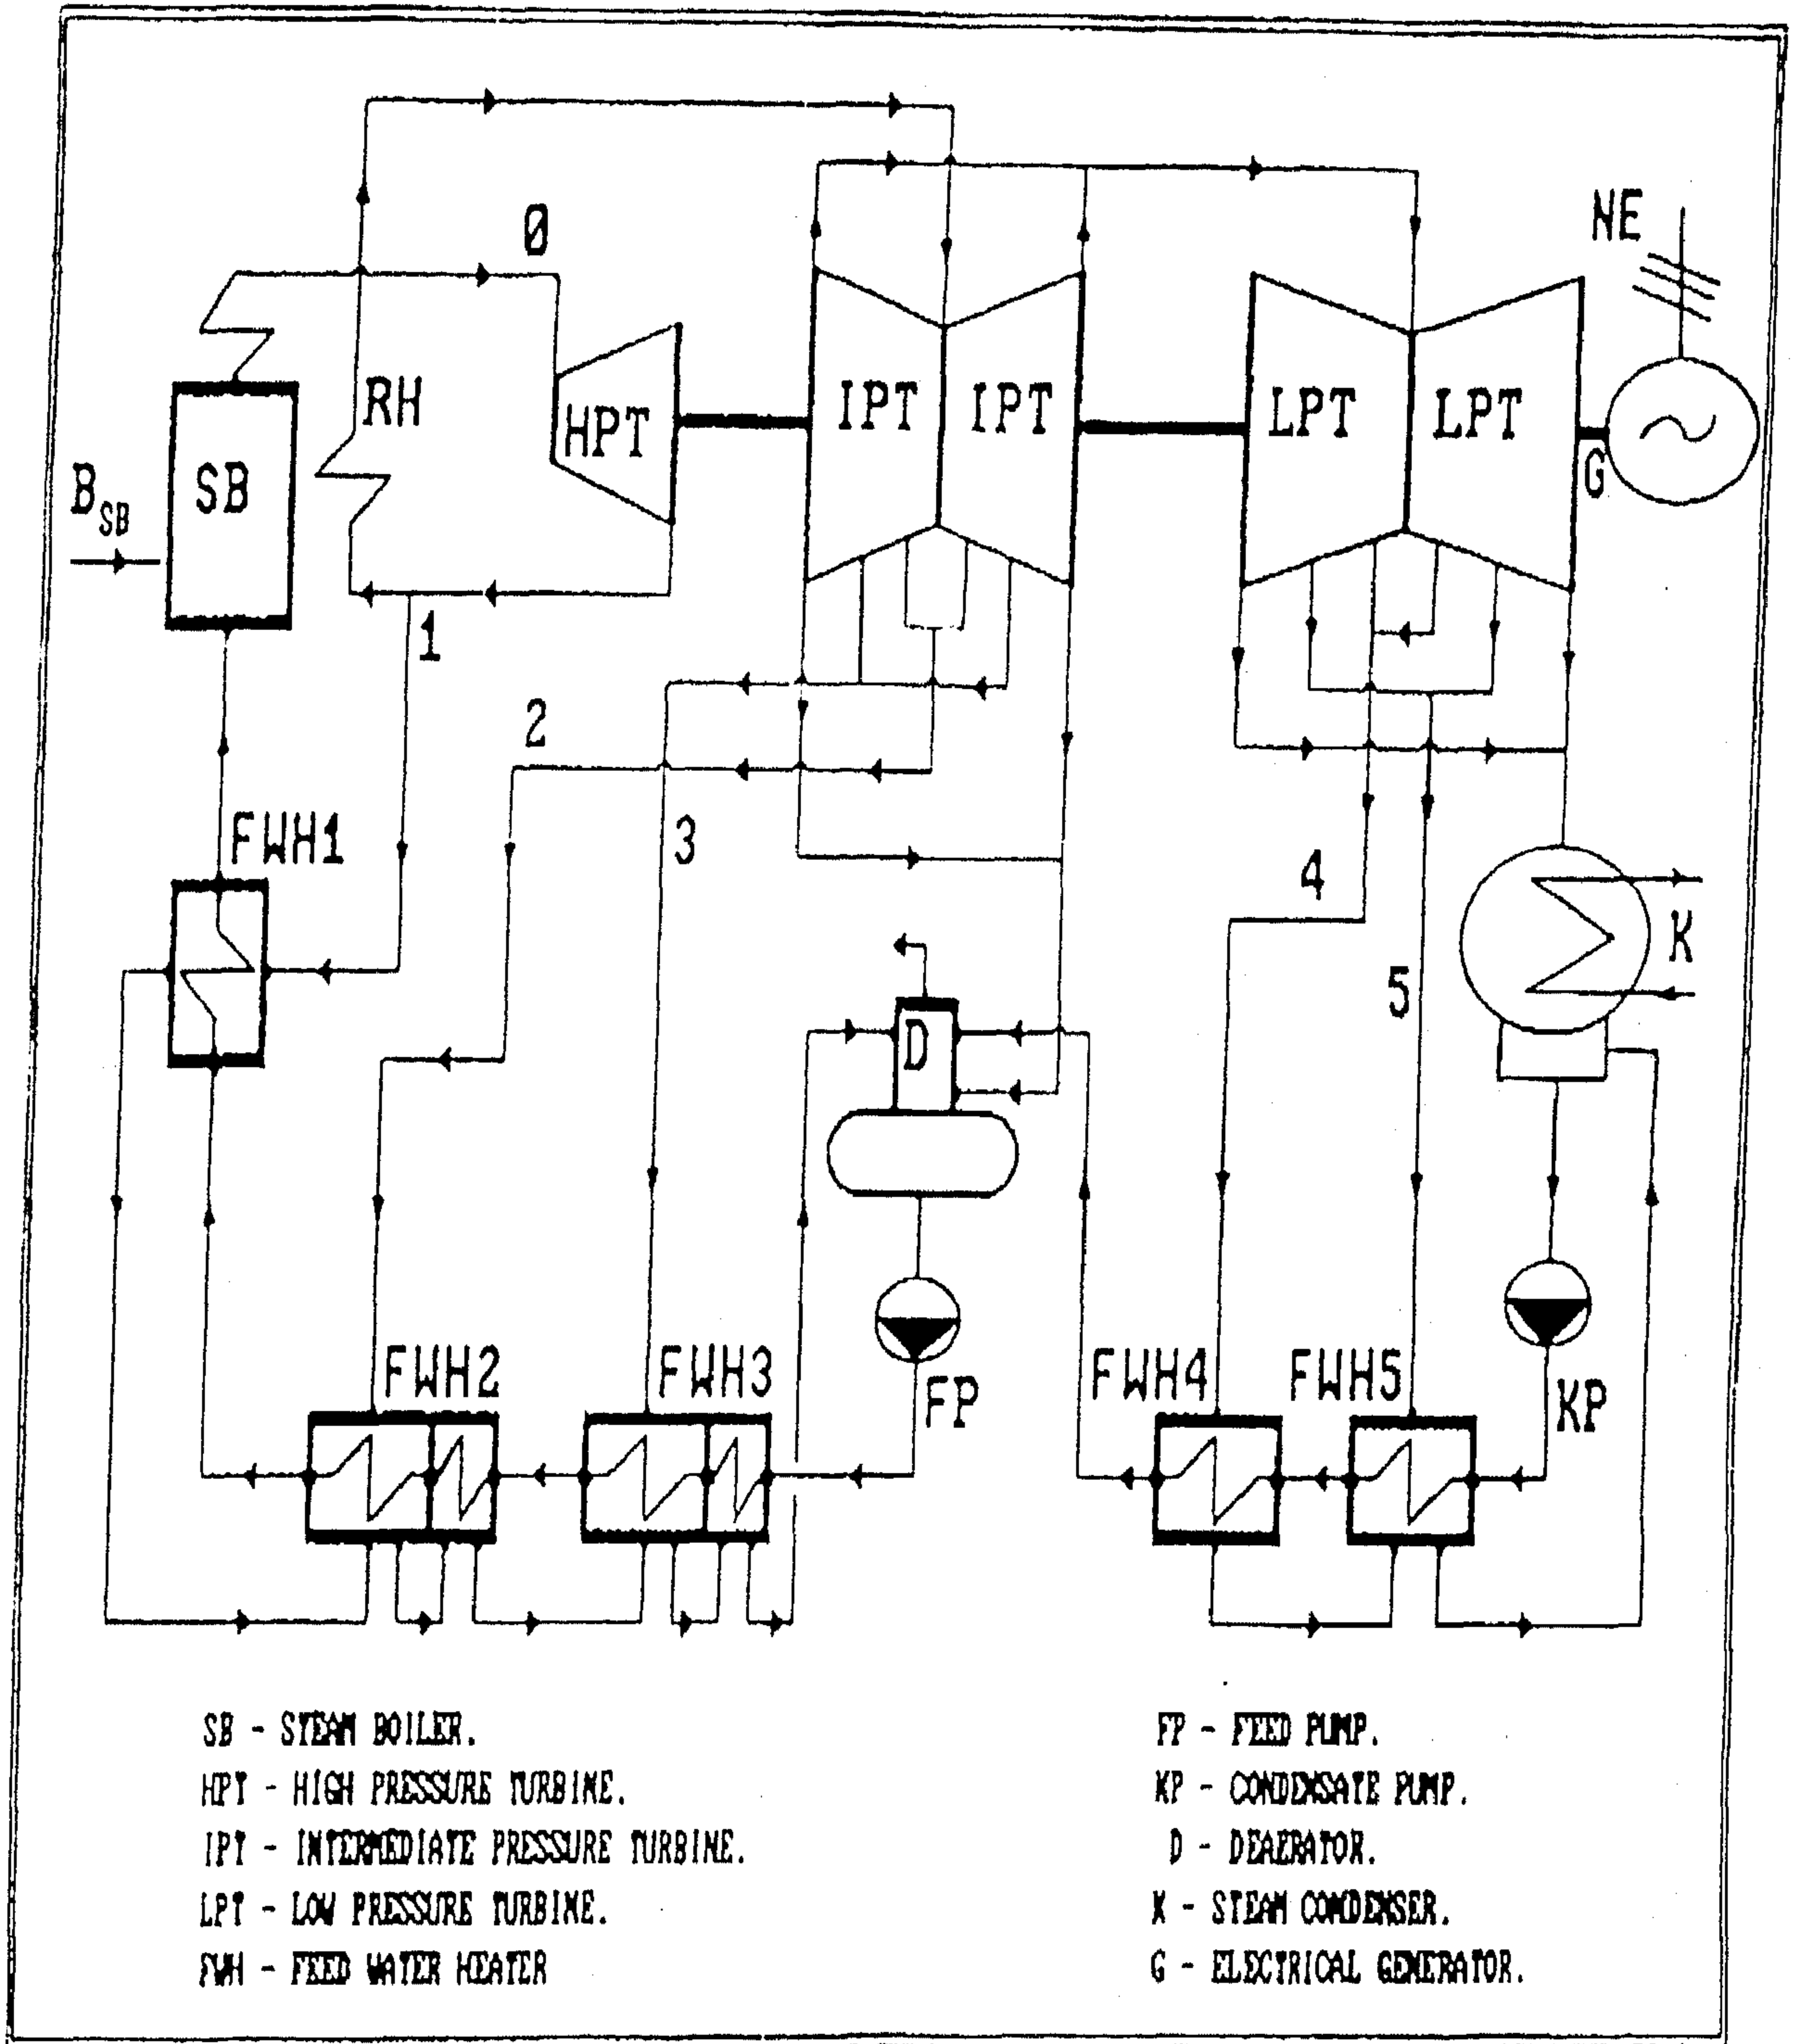 NE
0
RH
HPT
IPT
IPT
LPT
LPT
G
SB
B_SB
1
2
3
FWH1
4
5
K
D
FWH2
FWH3
FP
FWH4
FWH5
KP
SB - STEAM BOILER.
HPT - HIGH PRESSURE TURBINE.
IPT - INTERMEDIATE PRESSURE TURBINE.
LPT - LOW PRESSURE TURBINE.
FWH - FEED WATER HEATER
FP - FEED PUMP.
KP - CONDENSATE PUMP.
D - DEAERATOR.
K - STEAM CONDENSER.
G - ELECTRICAL GENERATOR.